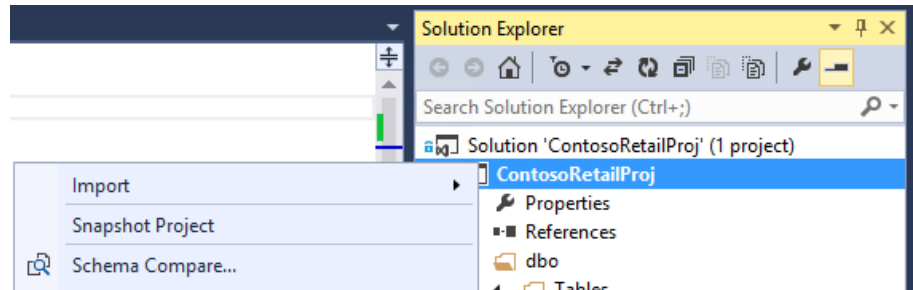 Solution Explorer
Search Solution Explorer (Ctrl+;)
Solution 'ContosoRetailProj' (1 project)
ContosoRetailProj
Properties
References
dbo
Tables
Import
Snapshot Project
Schema Compare...